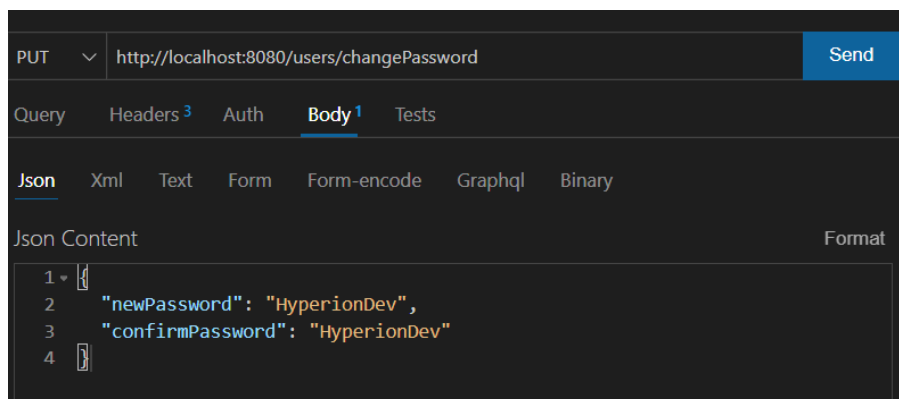 PUT http://localhost:8080/users/changePassword Send
Query Headers 3 Auth Body 1 Tests
Json Xml Text Form Form-encode Graphql Binary
Json Content Format
1 {
2 "newPassword": "HyperionDev",
3 "confirmPassword": "HyperionDev"
4 }